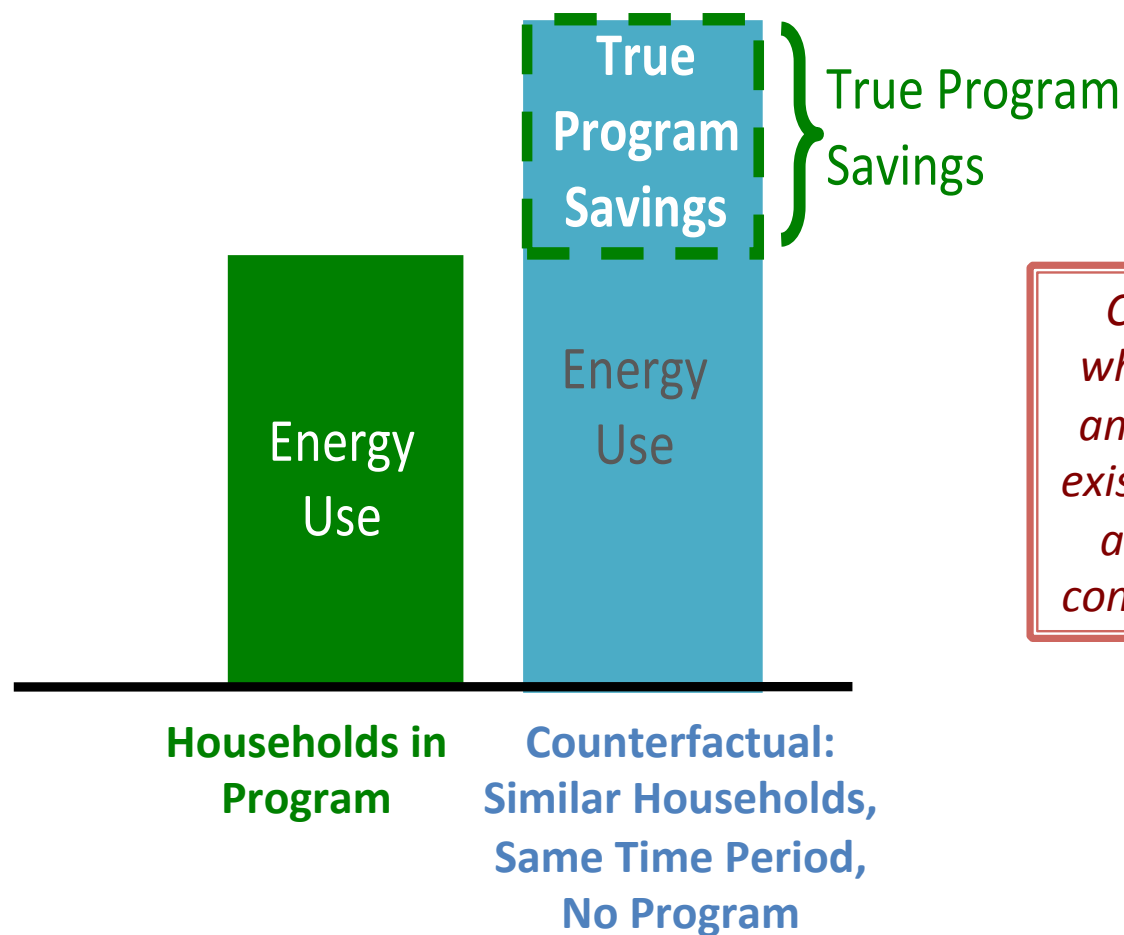 True
Program
Savings
True Program
Savings
Energy
Use
Energy
Use
Households in
Program
Counterfactual:
Similar Households,
Same Time Period,
No Program